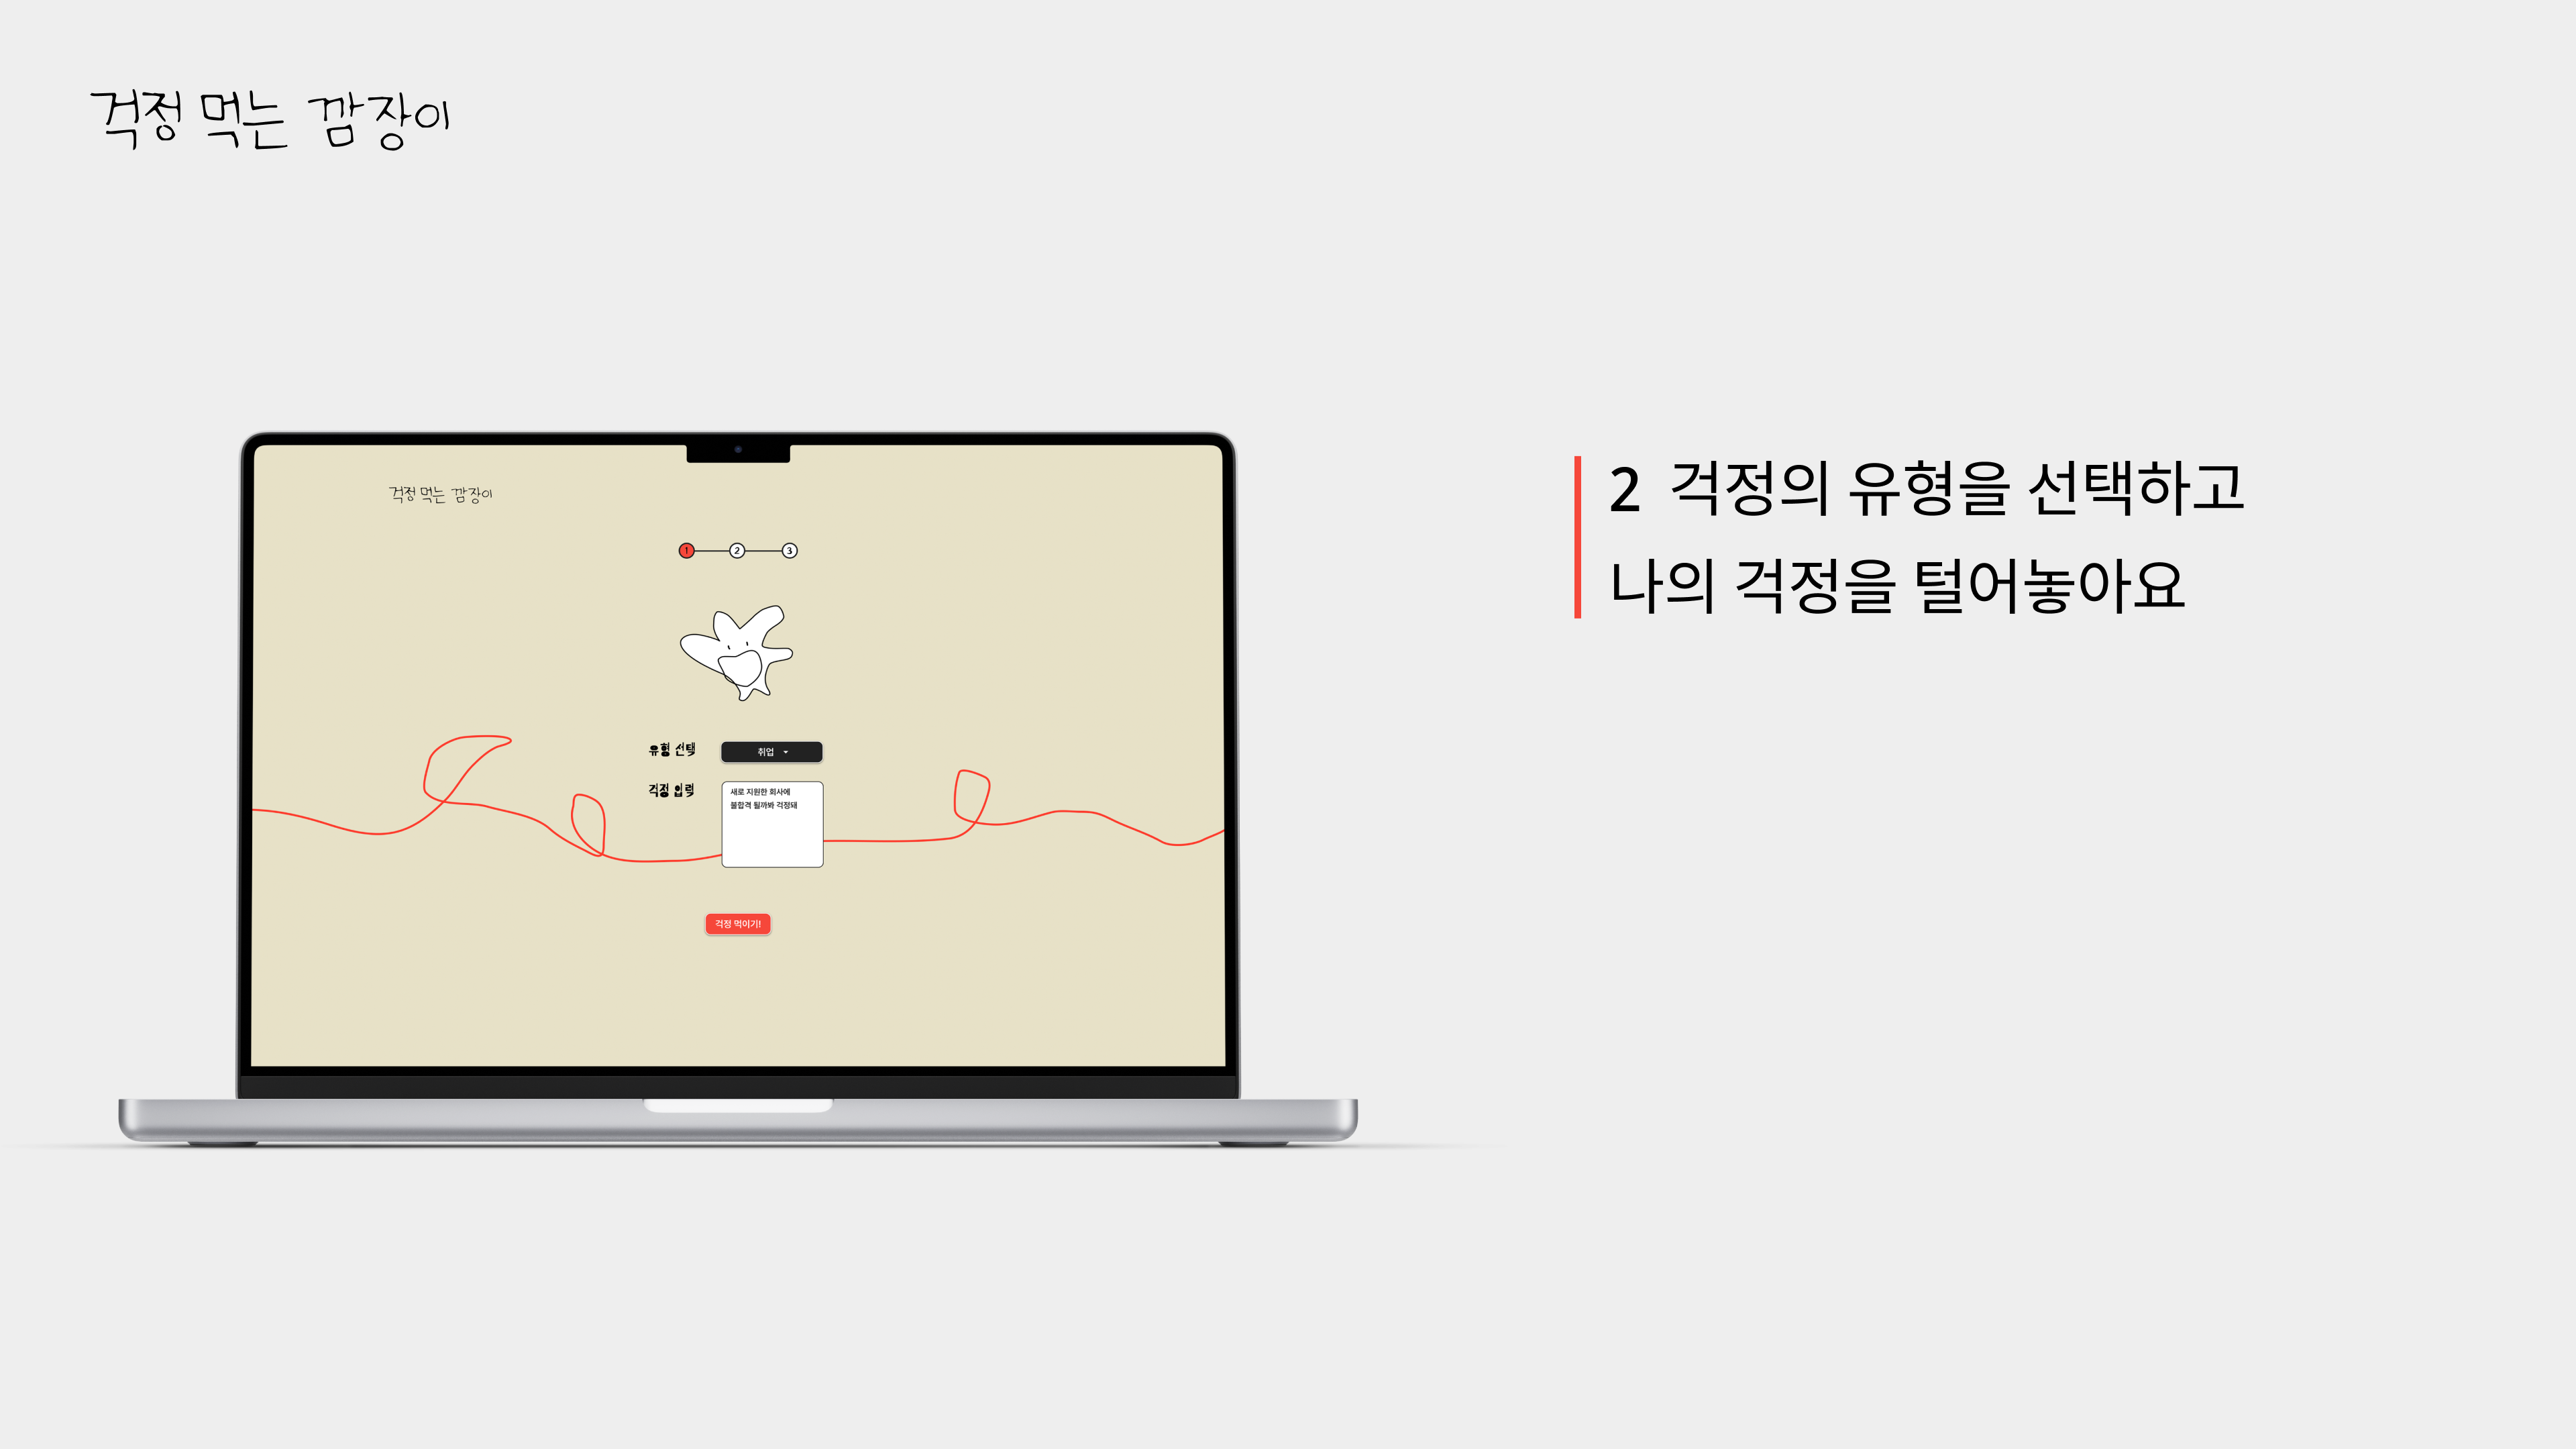 걱정 먹는 깜장이
걱정 먹는 깜장이
1 2 3
유형 선택
취업
걱정 입력
새로 지원한 회사에
불합격 될까봐 걱정돼
걱정 먹이기!
2 걱정의 유형을 선택하고
나의 걱정을 털어놓아요